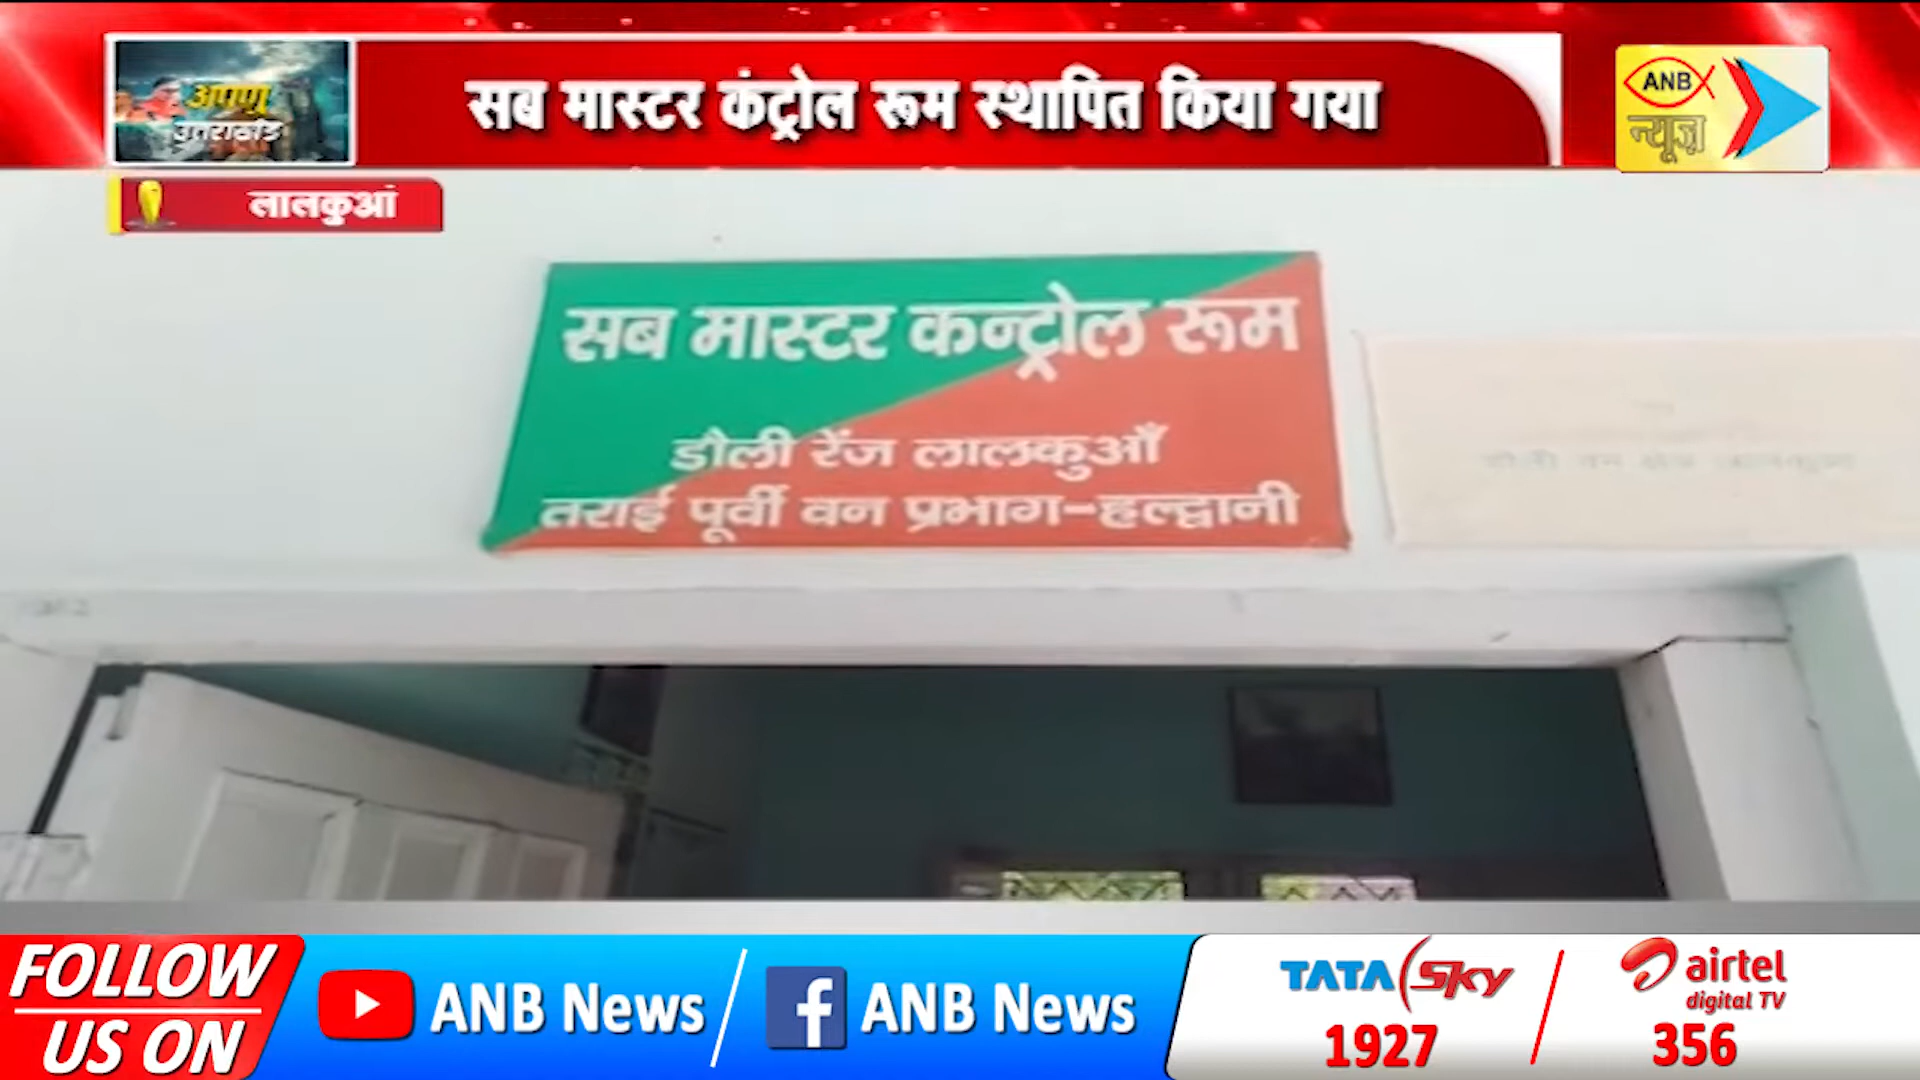 सब मास्टर कंट्रोल रूम स्थापित किया गया
अपणु
उत्तराखंड
ANB
न्यूज़
लालकुआं
सब मास्टर कन्ट्रोल रूम
डौली रेंज लालकुआँ
तराई पूर्वी वन प्रभाग-हल्द्वानी
FOLLOW
US ON
ANB News
ANB News
TATA Sky
1927
airtel
digital TV
356